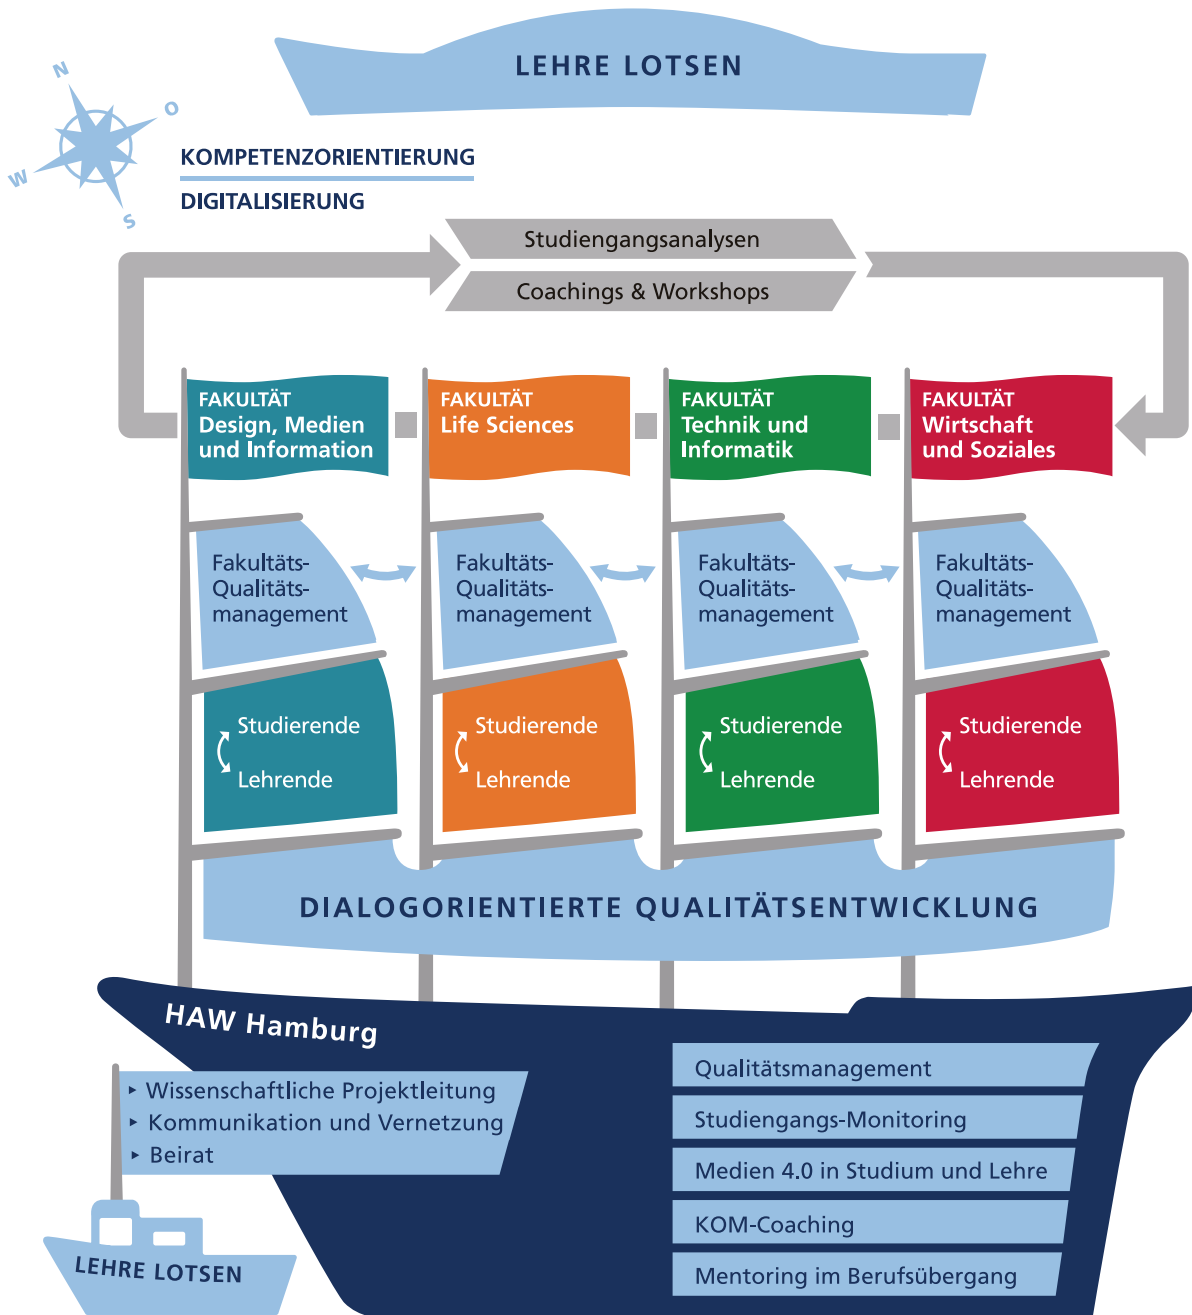 LEHRE LOTSEN
N
O
W
S
KOMPETENZORIENTIERUNG
DIGITALISIERUNG
Studiengangsanalysen
Coachings & Workshops
FAKULTÄT
Design, Medien
und Information
FAKULTÄT
Life Sciences
FAKULTÄT
Technik und
Informatik
FAKULTÄT
Wirtschaft
und Soziales
Fakultäts-
Qualitäts-
management
Fakultäts-
Qualitäts-
management
Fakultäts-
Qualitäts-
management
Fakultäts-
Qualitäts-
management
Studierende
Lehrende
Studierende
Lehrende
Studierende
Lehrende
Studierende
Lehrende
DIALOGORIENTIERTE QUALITÄTSENTWICKLUNG
HAW Hamburg
‣ Wissenschaftliche Projektleitung
‣ Kommunikation und Vernetzung
‣ Beirat
LEHRE LOTSEN
Qualitätsmanagement
Studiengangs-Monitoring
Medien 4.0 in Studium und Lehre
KOM-Coaching
Mentoring im Berufsübergang